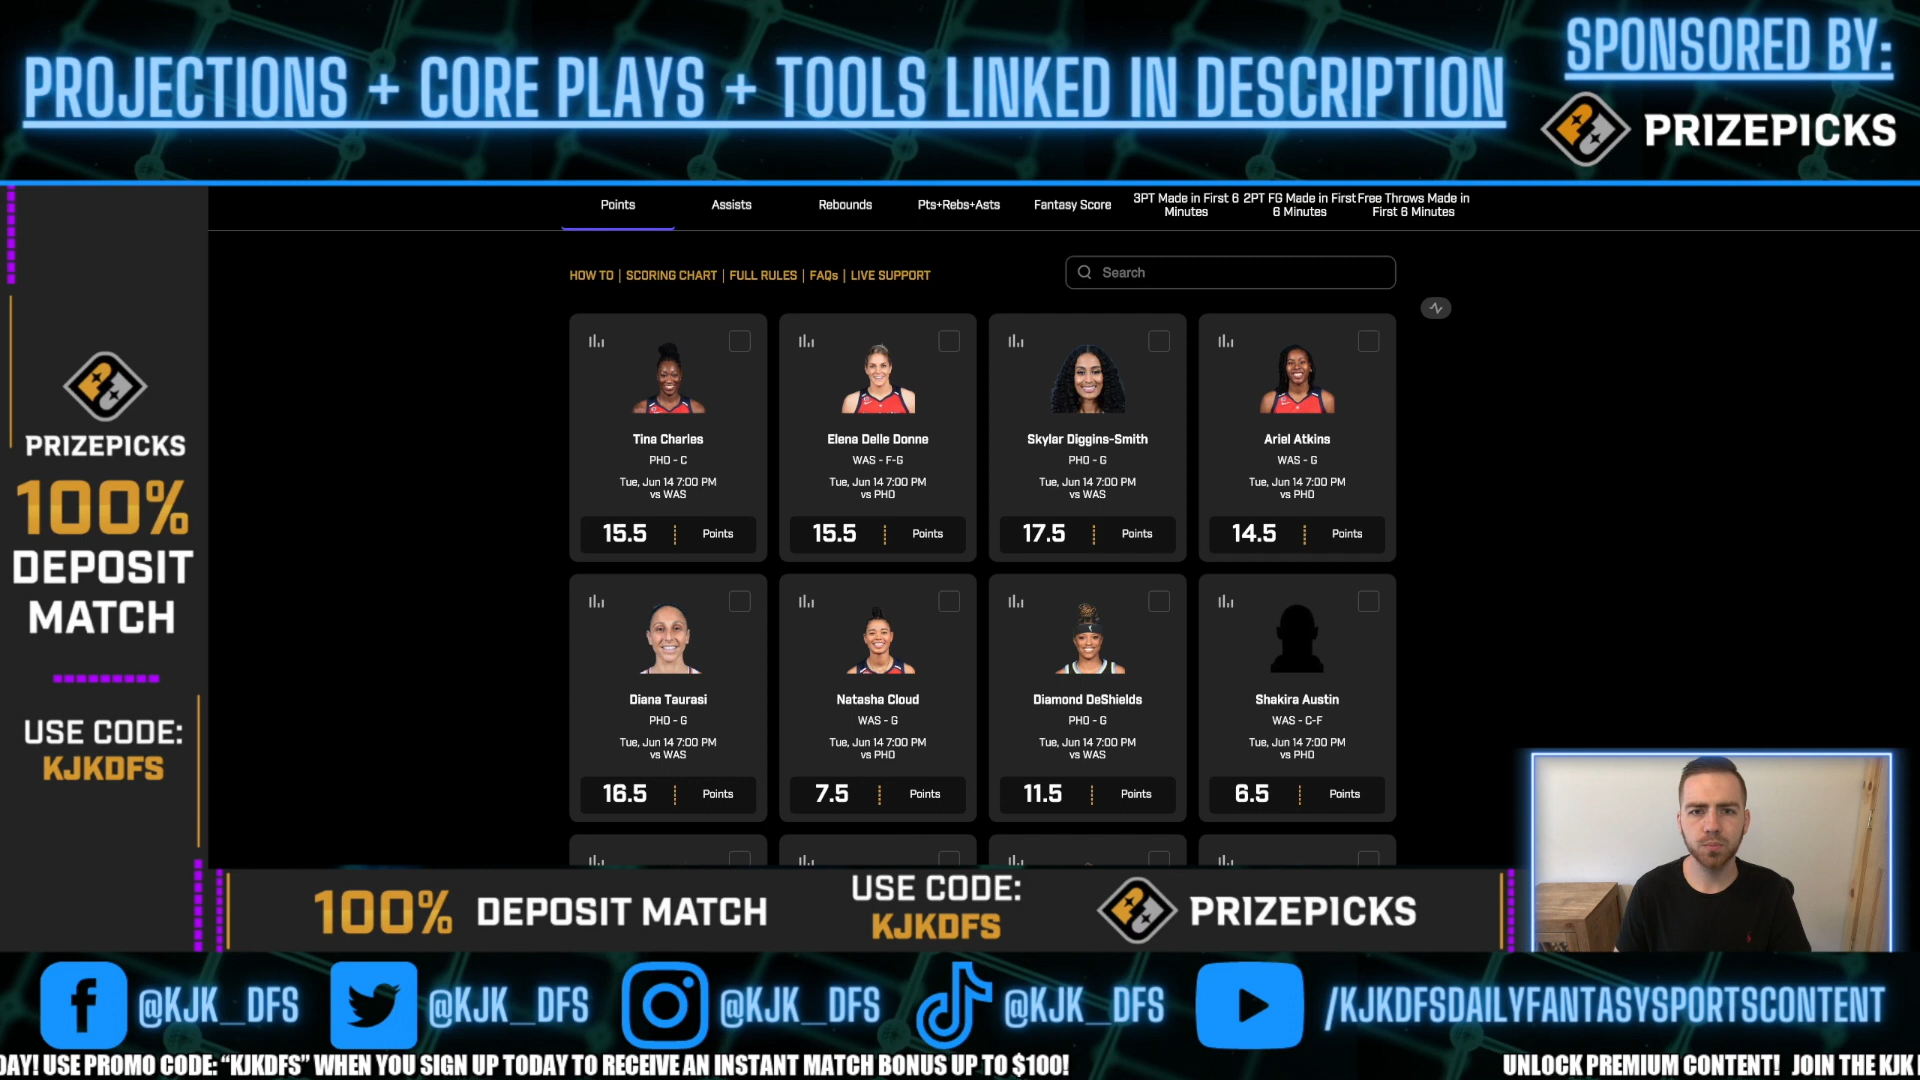 PROJECTIONS + CORE PLAYS + TOOLS LINKED IN DESCRIPTION
SPONSORED BY:
PRIZEPICKS
Points
Assists
Rebounds
Pts+Rebs+Asts
Fantasy Score
3PT Made in First 6
Minutes
2PT FG Made in First
6 Minutes
Free Throws Made in
First 6 Minutes
HOW TO | SCORING CHART | FULL RULES | FAQs | LIVE SUPPORT
Search
Tina Charles
PHO - C
Tue, Jun 14 7:00 PM
vs WAS
15.5 Points
Elena Delle Donne
WAS - F-G
Tue, Jun 14 7:00 PM
vs PHO
15.5 Points
Skylar Diggins-Smith
PHO - G
Tue, Jun 14 7:00 PM
vs WAS
17.5 Points
Ariel Atkins
WAS - G
Tue, Jun 14 7:00 PM
vs PHO
14.5 Points
Diana Taurasi
PHO - G
Tue, Jun 14 7:00 PM
vs WAS
16.5 Points
Natasha Cloud
WAS - G
Tue, Jun 14 7:00 PM
vs PHO
7.5 Points
Diamond DeShields
PHO - G
Tue, Jun 14 7:00 PM
vs WAS
11.5 Points
Shakira Austin
WAS - C-F
Tue, Jun 14 7:00 PM
vs PHO
6.5 Points
PRIZEPICKS
100%
DEPOSIT
MATCH
USE CODE:
KJKDFS
100% DEPOSIT MATCH
USE CODE:
KJKDFS
PRIZEPICKS
@KJK_DFS
@KJK_DFS
@KJK_DFS
@KJK_DFS
/KJKDFSDAILYFANTASYSPORTSCONTENT
DAY! USE PROMO CODE: “KJKDFS” WHEN YOU SIGN UP TODAY TO RECEIVE AN INSTANT MATCH BONUS UP TO $100!
UNLOCK PREMIUM CONTENT! JOIN THE KJK